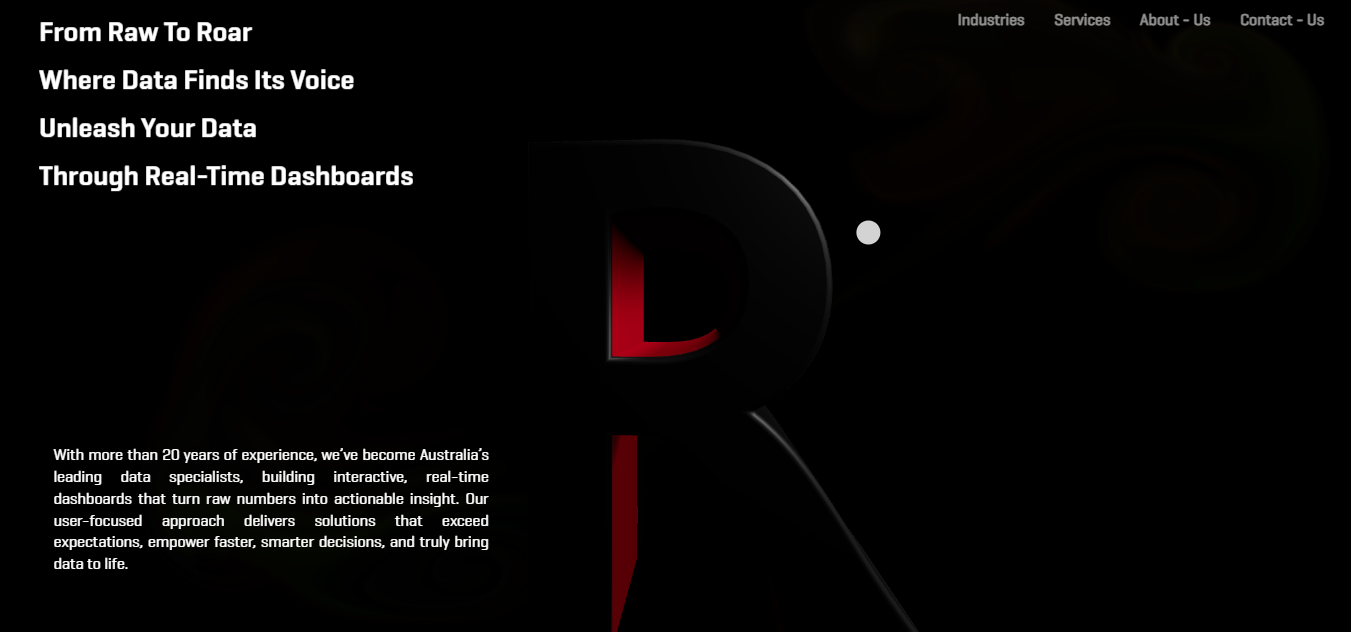 Industries Services About - Us Contact - Us
From Raw To Roar
Where Data Finds Its Voice
Unleash Your Data
Through Real-Time Dashboards
R
With more than 20 years of experience, we’ve become Australia’s
leading data specialists, building interactive, real-time
dashboards that turn raw numbers into actionable insight. Our
user-focused approach delivers solutions that exceed
expectations, empower faster, smarter decisions, and truly bring
data to life.